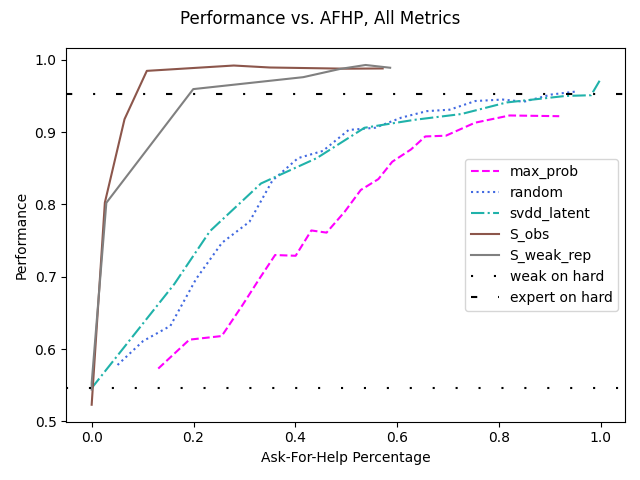 Performance vs. AFHP, All Metrics
1.0
0.9
0.8
0.7
0.6
0.5
Performance
max_prob
random
svdd_latent
S_obs
S_weak_rep
weak on hard
expert on hard
0.0
0.2
0.4
0.6
0.8
1.0
Ask-For-Help Percentage